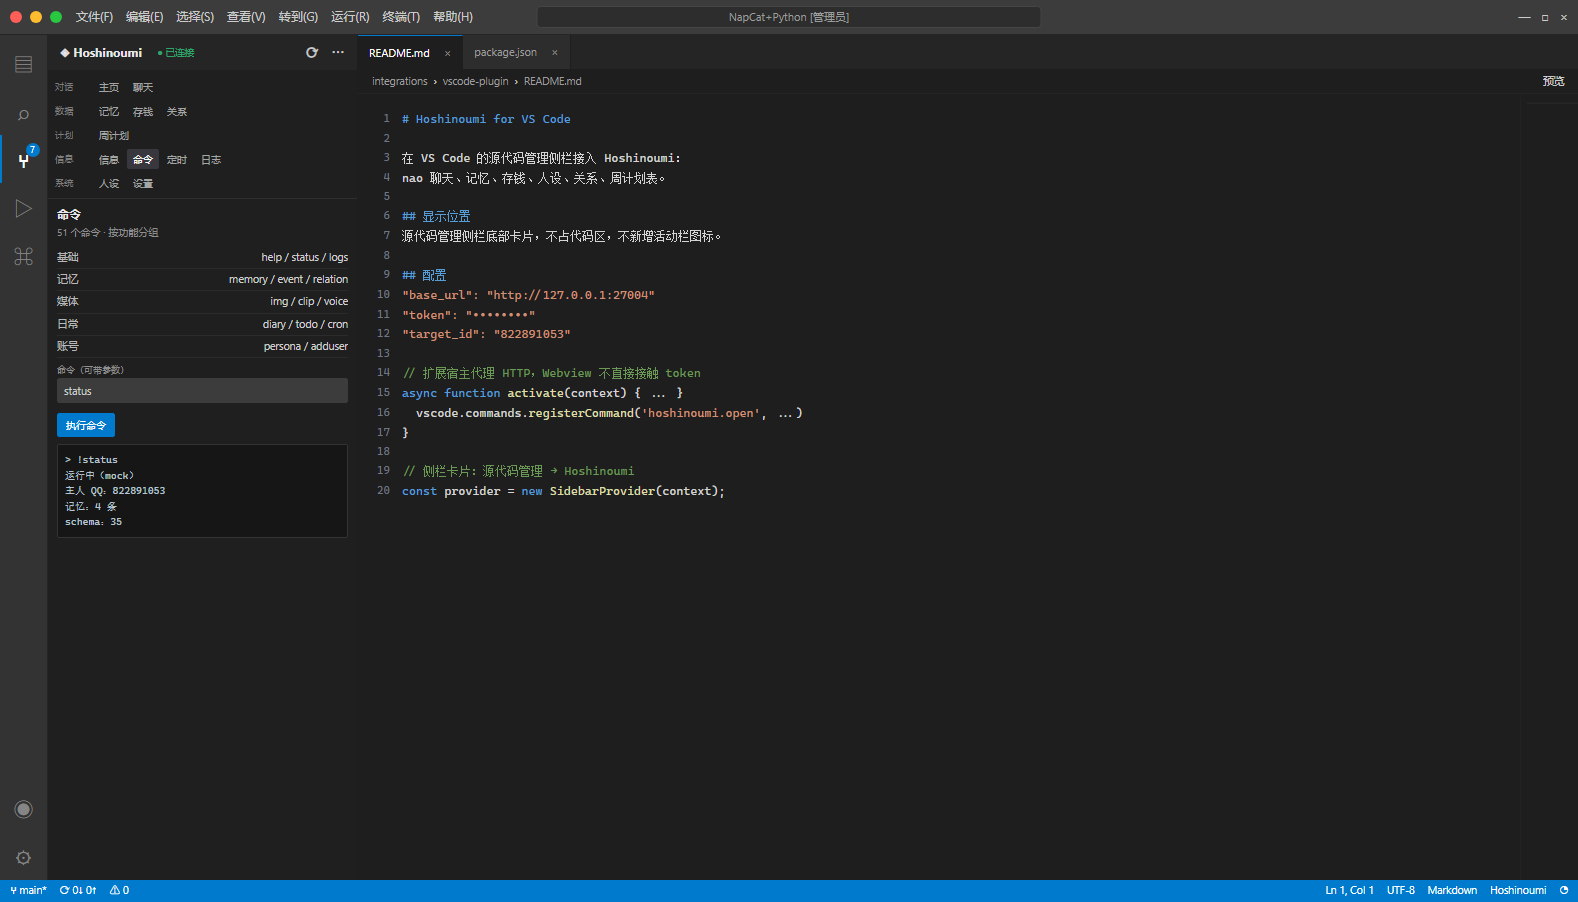 文件(F) 编辑(E) 选择(S) 查看(V) 转到(G) 运行(R) 终端(T) 帮助(H)
NapCat+Python [管理员]
◆ Hoshinoumi ● 已连接
对话 主页 聊天
数据 记忆 存钱 关系
计划 周计划
信息 信息 命令 定时 日志
系统 人设 设置
命令
51 个命令 · 按功能分组
基础 help / status / logs
记忆 memory / event / relation
媒体 img / clip / voice
日常 diary / todo / cron
账号 persona / adduser
命令（可带参数）
status
执行命令
> !status
运行中（mock）
主人 QQ: 822891053
记忆: 4 条
schema: 35
7
README.md × package.json ×
integrations › vscode-plugin › README.md
预览
1 # Hoshinoumi for VS Code
2
3 在 VS Code 的源代码管理侧栏接入 Hoshinoumi:
4 nao 聊天、记忆、存钱、人设、关系、周计划表。
5
6 ## 显示位置
7 源代码管理侧栏底部卡片，不占代码区，不新增活动栏图标。
8
9 ## 配置
10 "base_url": "http://127.0.0.1:27004"
11 "token": "••••••••"
12 "target_id": "822891053"
13
14 // 扩展宿主代理 HTTP，Webview 不直接接触 token
15 async function activate(context) { ... }
16 vscode.commands.registerCommand('hoshinoumi.open', ...)
17 }
18
19 // 侧栏卡片: 源代码管理 → Hoshinoumi
20 const provider = new SidebarProvider(context);
main* 0↓ 0↑ ⚠ 0
Ln 1, Col 1 UTF-8 Markdown Hoshinoumi